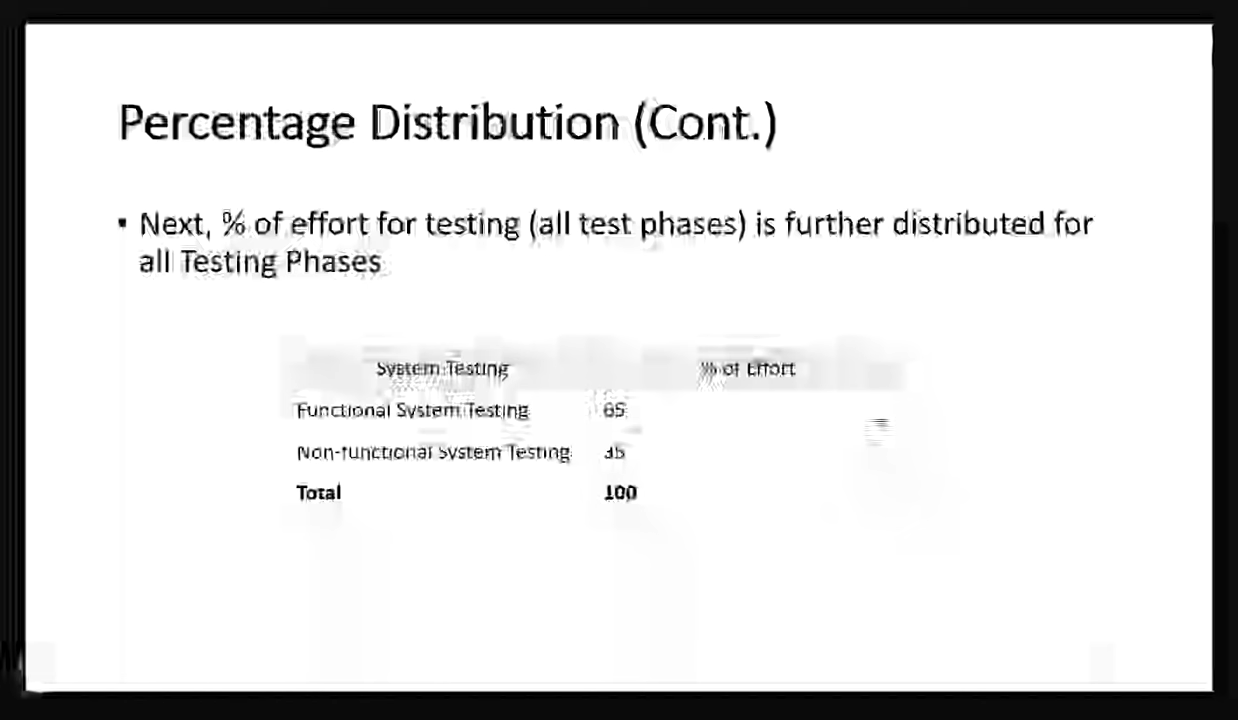 Percentage Distribution (Cont.)
▪ Next, % of effort for testing (all test phases) is further distributed for
all Testing Phases
System Testing % of Effort
Functional System Testing 65
Non-functional System Testing 35
Total 100